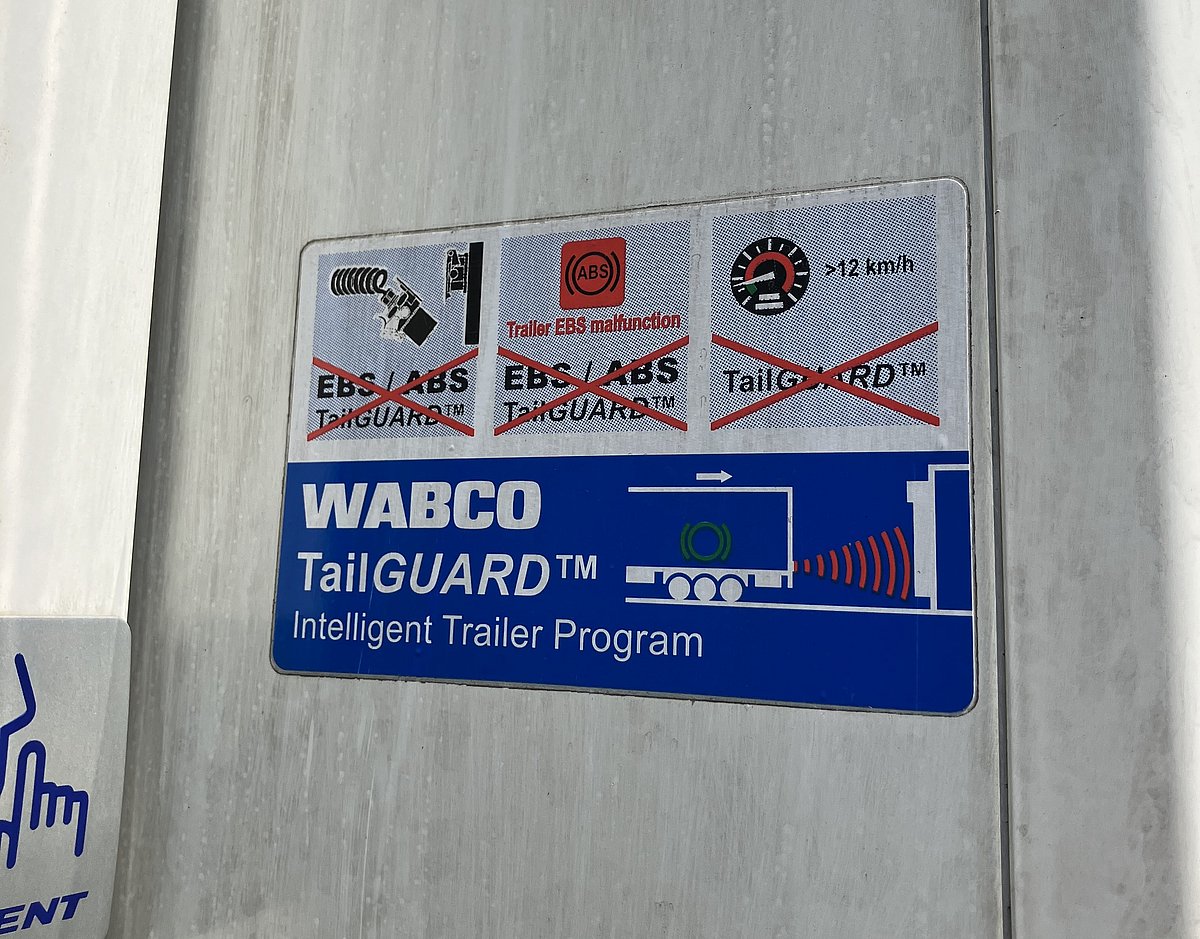 ABS
Trailer EBS malfunction
>12 km/h
EBS / ABS
TailGUARD™
EBS / ABS
TailGUARD™
TailGUARD™
WABCO
TailGUARD™
Intelligent Trailer Program
ENT